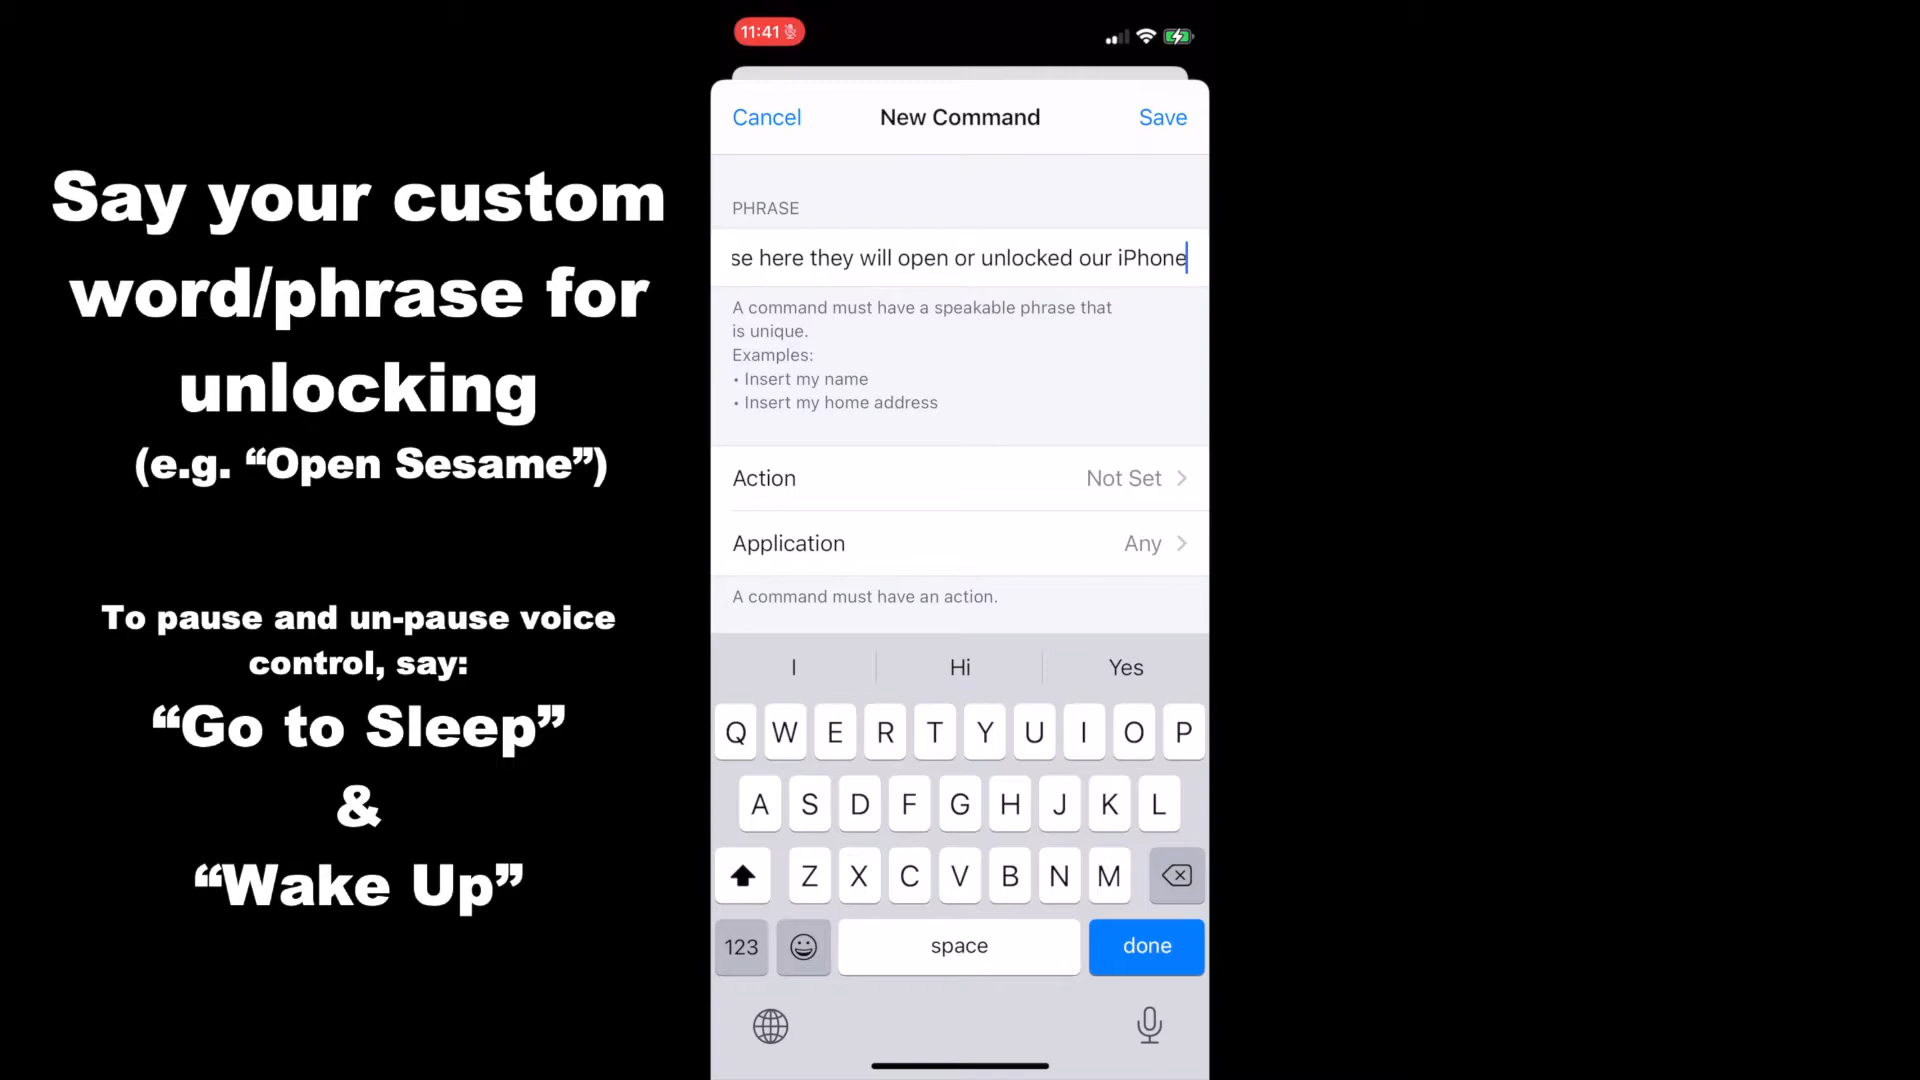 Say your custom
word/phrase for
unlocking
(e.g. “Open Sesame”)
To pause and un-pause voice
control, say:
“Go to Sleep”
&
“Wake Up”
11:41
Cancel New Command Save
PHRASE
se here they will open or unlocked our iPhone
A command must have a speakable phrase that
is unique.
Examples:
• Insert my name
• Insert my home address
Action Not Set
Application Any
A command must have an action.
I Hi Yes
Q W E R T Y U I O P
A S D F G H J K L
Z X C V B N M
123 space done